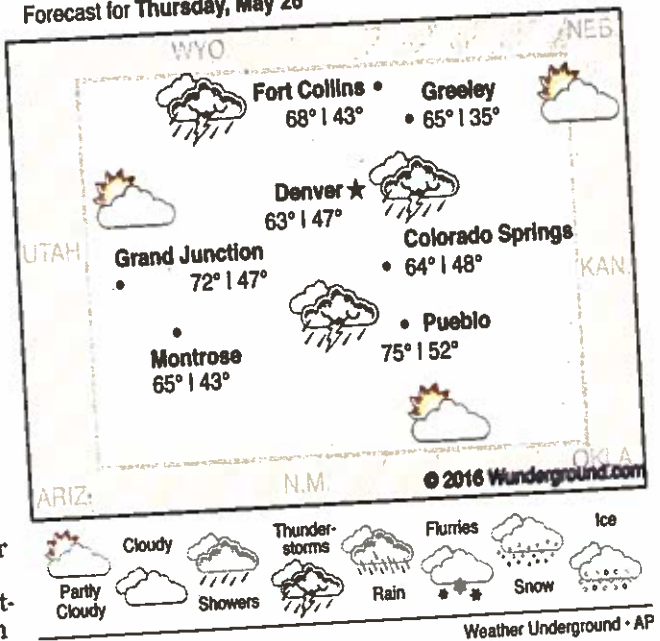 Forecast for Thursday, May 26
WYO
NEB
Fort Collins
68° | 43°
Greeley
65° | 35°
Denver
63° | 47°
Colorado Springs
64° | 48°
UTAH
Grand Junction
72° | 47°
KAN.
Pueblo
75° | 52°
Montrose
65° | 43°
ARIZ.
N.M.
OKLA.
© 2016 Wunderground.com
Partly
Cloudy
Cloudy
Showers
Thunder-
storms
Rain
Flurries
Snow
Ice
Weather Underground • AP